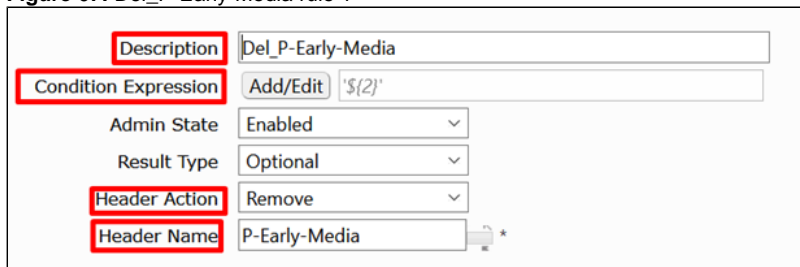 Description Del_P-Early-Media
Condition Expression Add/Edit '${2}'
Admin State Enabled
Result Type Optional
Header Action Remove
Header Name P-Early-Media *